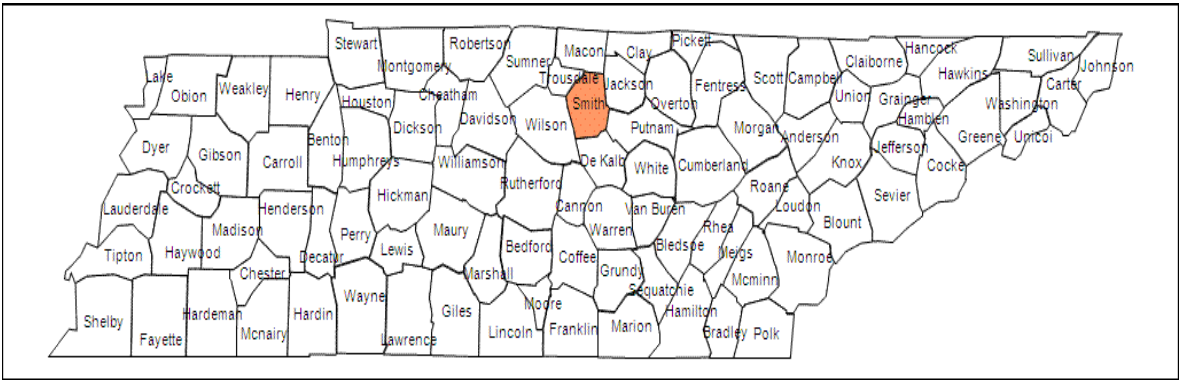 Stewart
Robertson
Macon
Clay
Pickett
Hancock
Sullivan
Johnson
Montgomery
Sumner
Claiborne
Hawkins
Lake
Obion
Weakley
Henry
Houston
Cheatham
Trousdale
Jackson
Fentress
Scott
Campbell
Union
Grainger
Carter
Washington
Smith
Overton
Hamblen
Benton
Dickson
Davidson
Wilson
Putnam
Morgan
Anderson
Greene
Unicoi
Dyer
Gibson
Carroll
Humphreys
Williamson
De Kalb
White
Cumberland
Knox
Jefferson
Cocke
Crockett
Rutherford
Roane
Lauderdale
Henderson
Hickman
Cannon
Van Buren
Loudon
Sevier
Madison
Perry
Maury
Warren
Rhea
Blount
Tipton
Haywood
Decatur
Lewis
Bedford
Coffee
Bledsoe
Meigs
Monroe
Chester
Marshall
Grundy
Mcminn
Wayne
Moore
Sequatchie
Shelby
Fayette
Hardeman
Mcnairy
Hardin
Lawrence
Giles
Lincoln
Franklin
Marion
Hamilton
Bradley
Polk